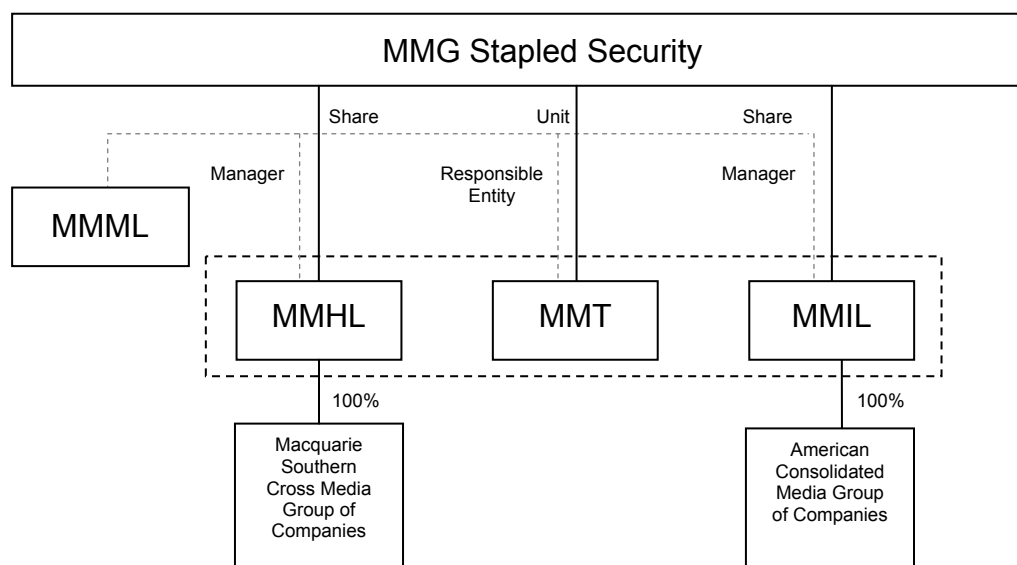 MMG Stapled Security
Share
Unit
Share
Manager
Responsible
Entity
Manager
MMML
MMHL
MMT
MMIL
100%
100%
Macquarie
Southern
Cross Media
Group of
Companies
American
Consolidated
Media Group
of Companies